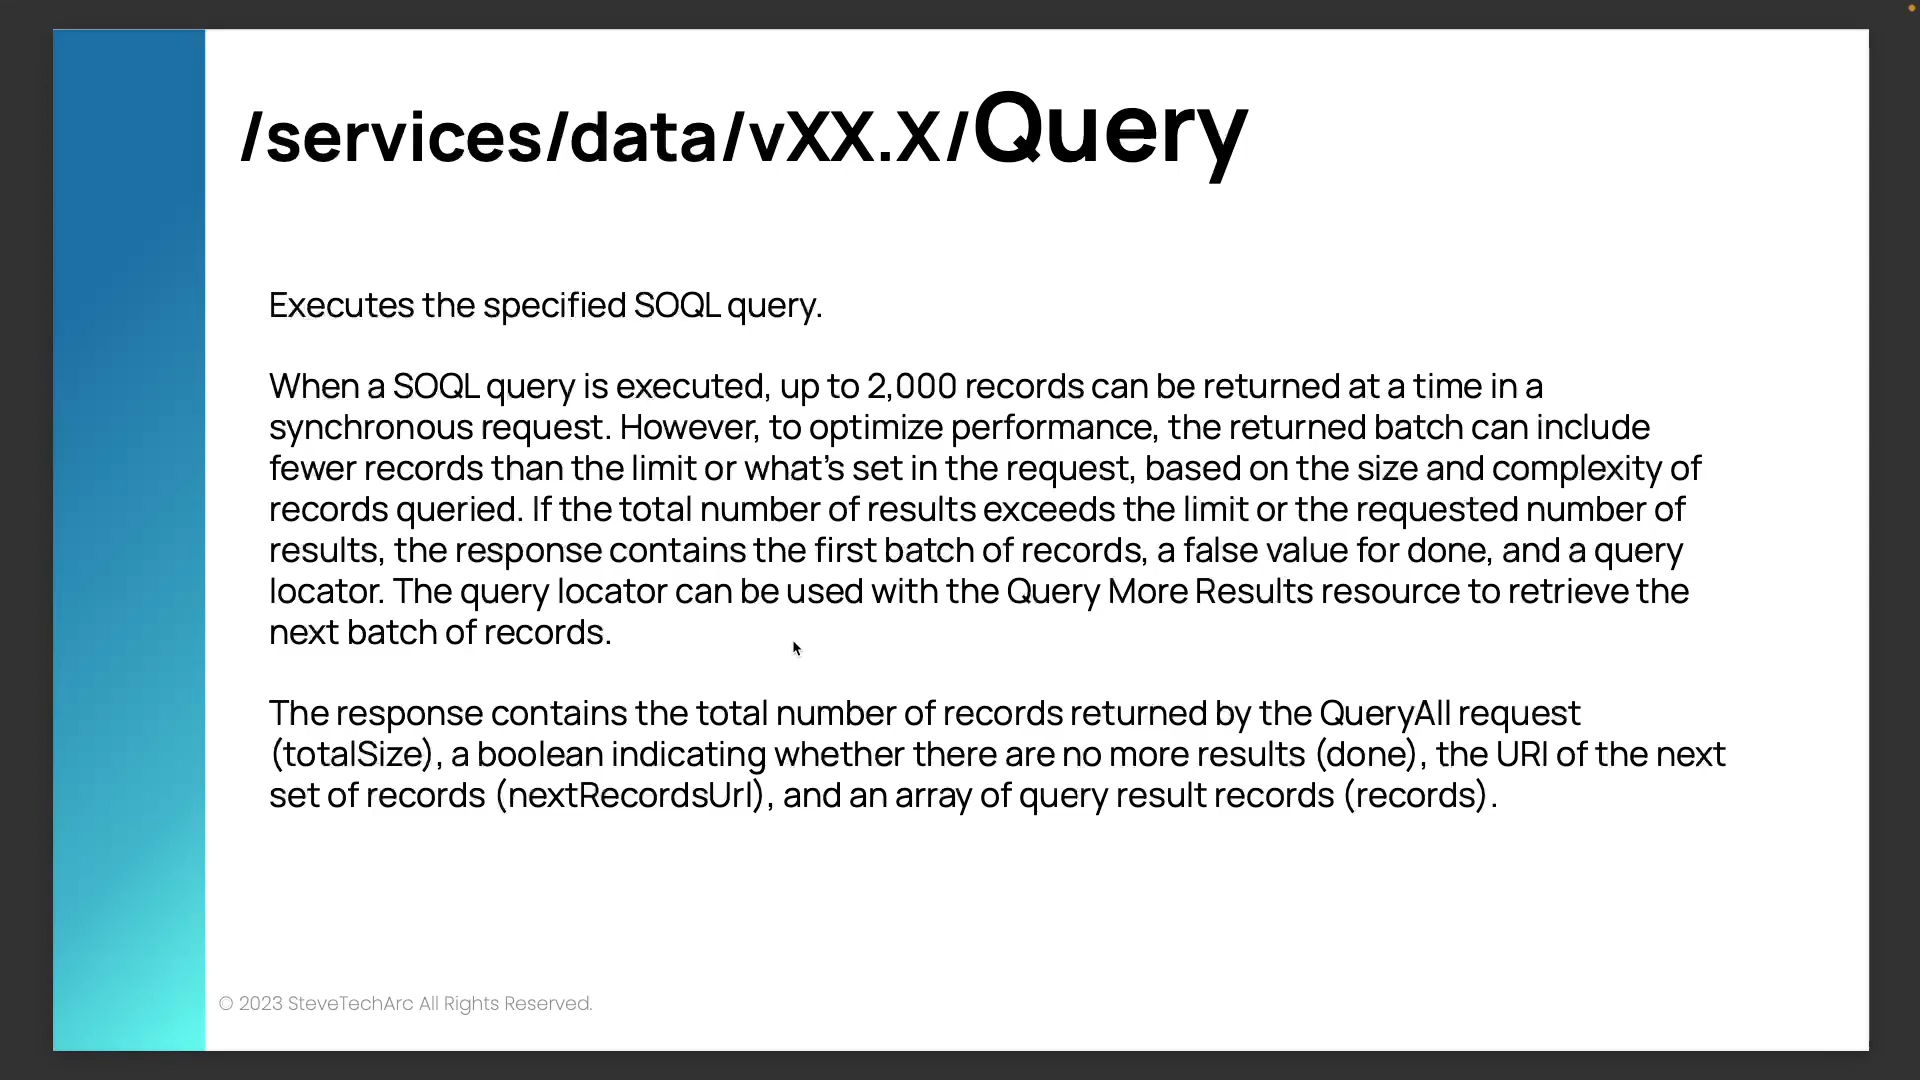 /services/data/vXX.X/Query
Executes the specified SOQL query.
When a SOQL query is executed, up to 2,000 records can be returned at a time in a
synchronous request. However, to optimize performance, the returned batch can include
fewer records than the limit or what’s set in the request, based on the size and complexity of
records queried. If the total number of results exceeds the limit or the requested number of
results, the response contains the first batch of records, a false value for done, and a query
locator. The query locator can be used with the Query More Results resource to retrieve the
next batch of records.
The response contains the total number of records returned by the QueryAll request
(totalSize), a boolean indicating whether there are no more results (done), the URI of the next
set of records (nextRecordsUrl), and an array of query result records (records).
© 2023 SteveTechArc All Rights Reserved.